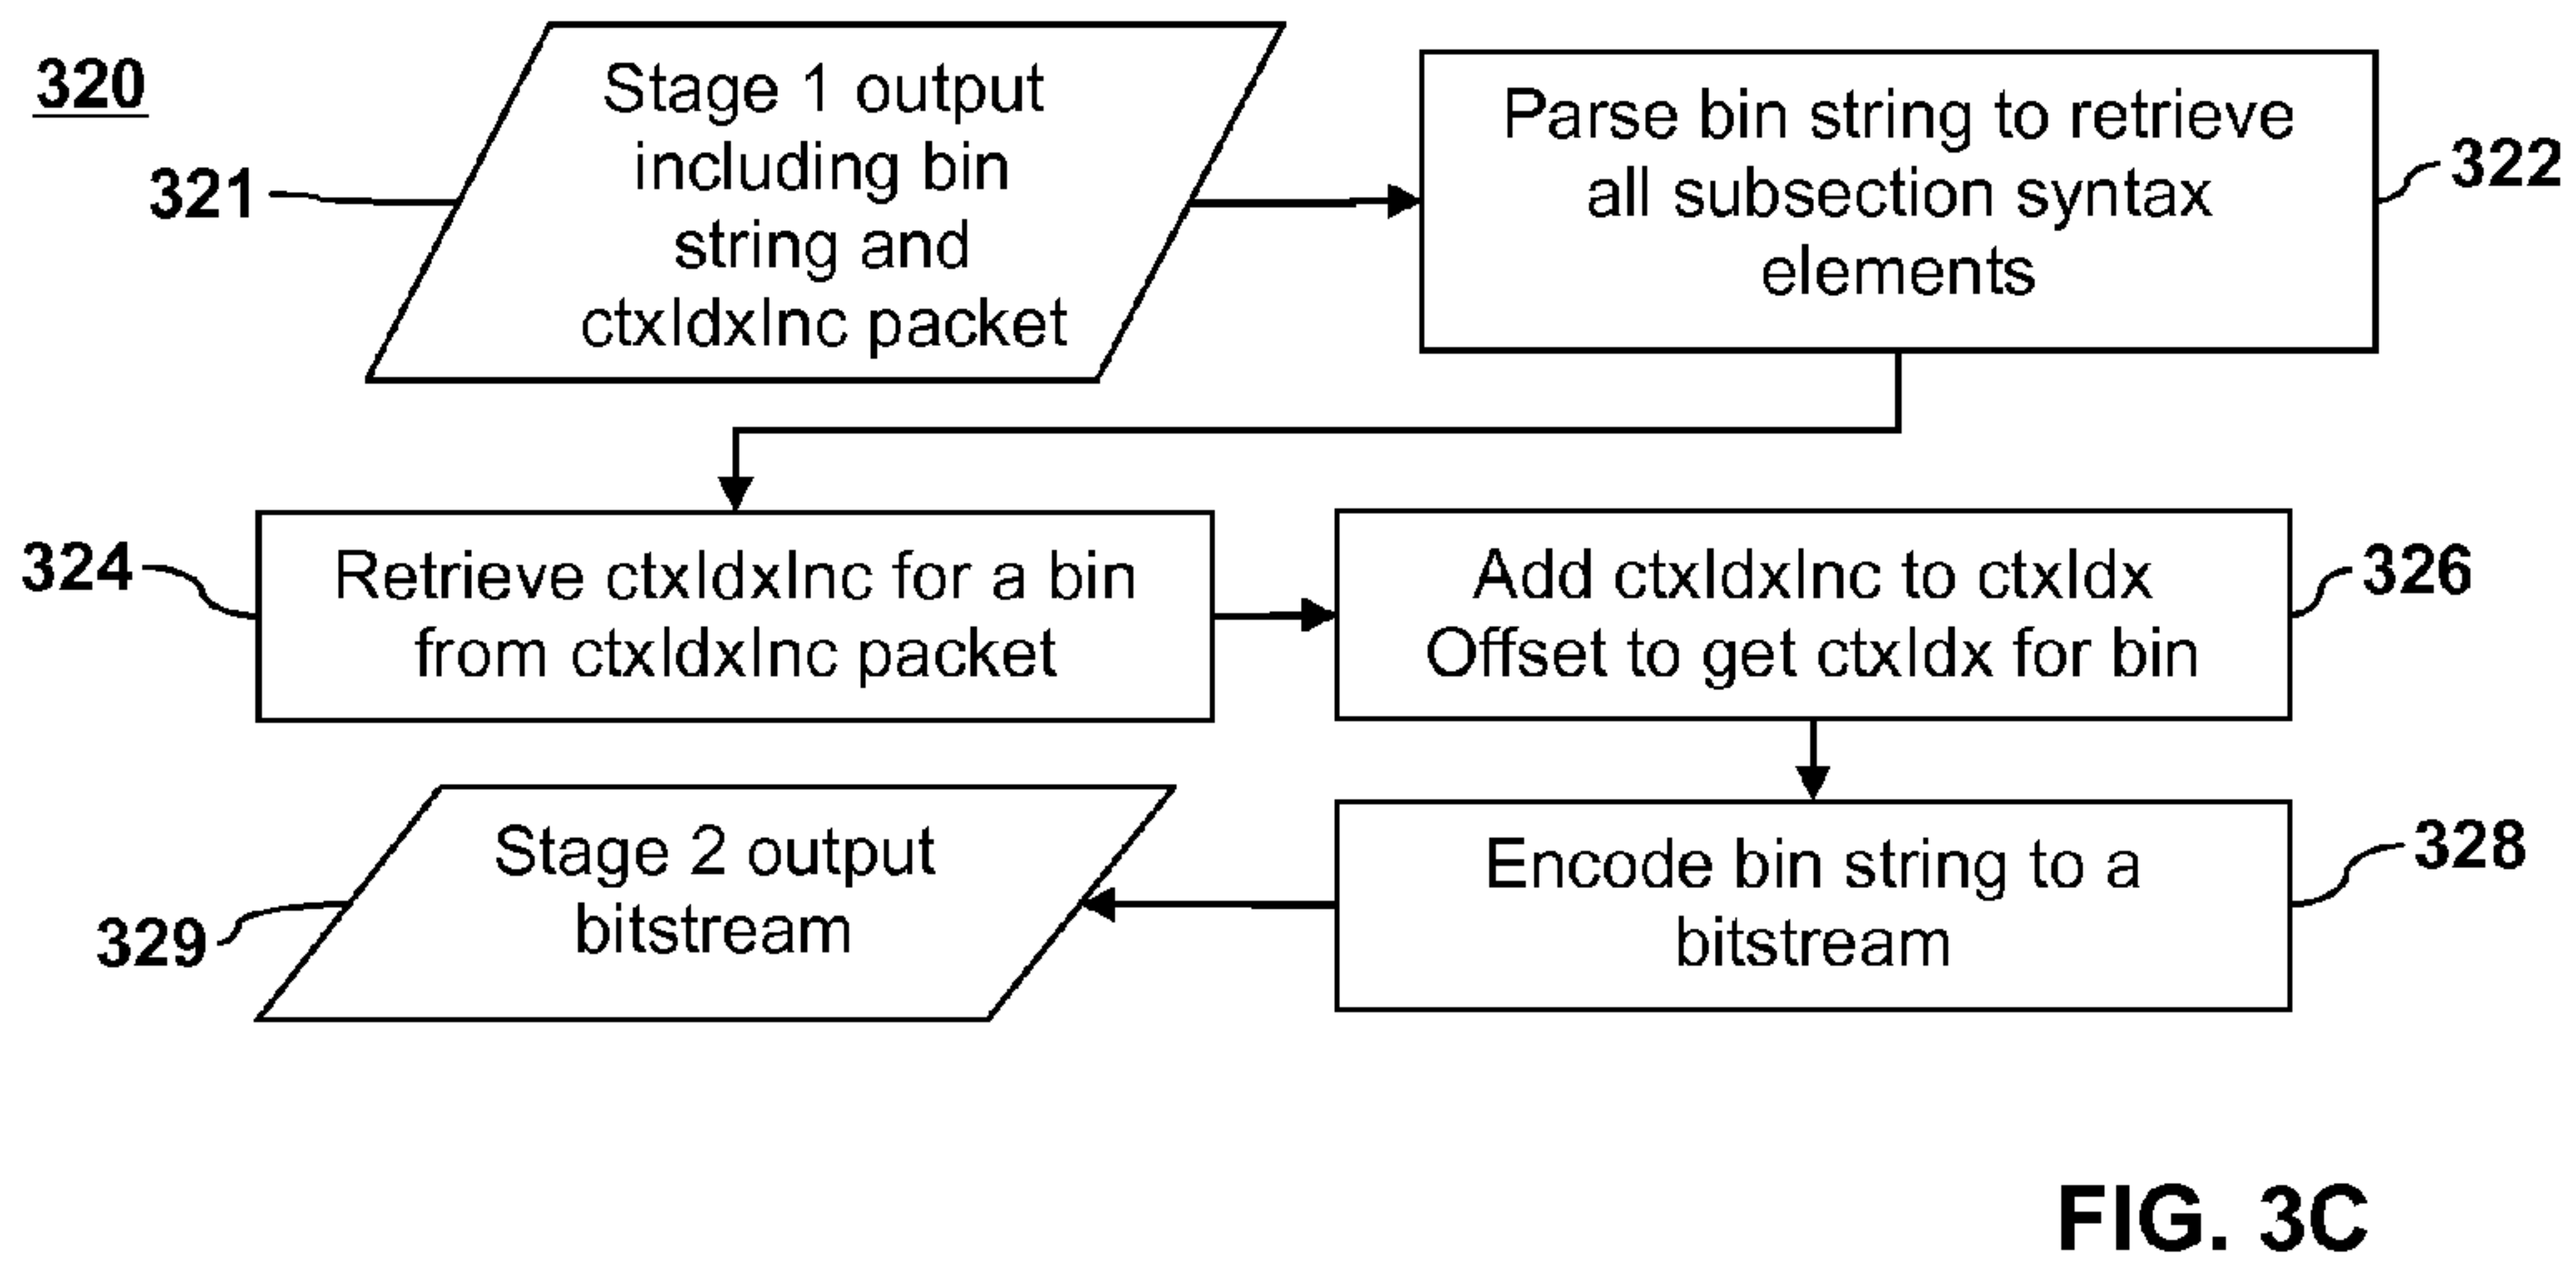 320
321
Stage 1 output
including bin
string and
ctxIdxInc packet
Parse bin string to retrieve
all subsection syntax
elements
322
324
Retrieve ctxIdxInc for a bin
from ctxIdxInc packet
Add ctxIdxInc to ctxIdx
Offset to get ctxIdx for bin
326
329
Stage 2 output
bitstream
Encode bin string to a
bitstream
328
FIG. 3C